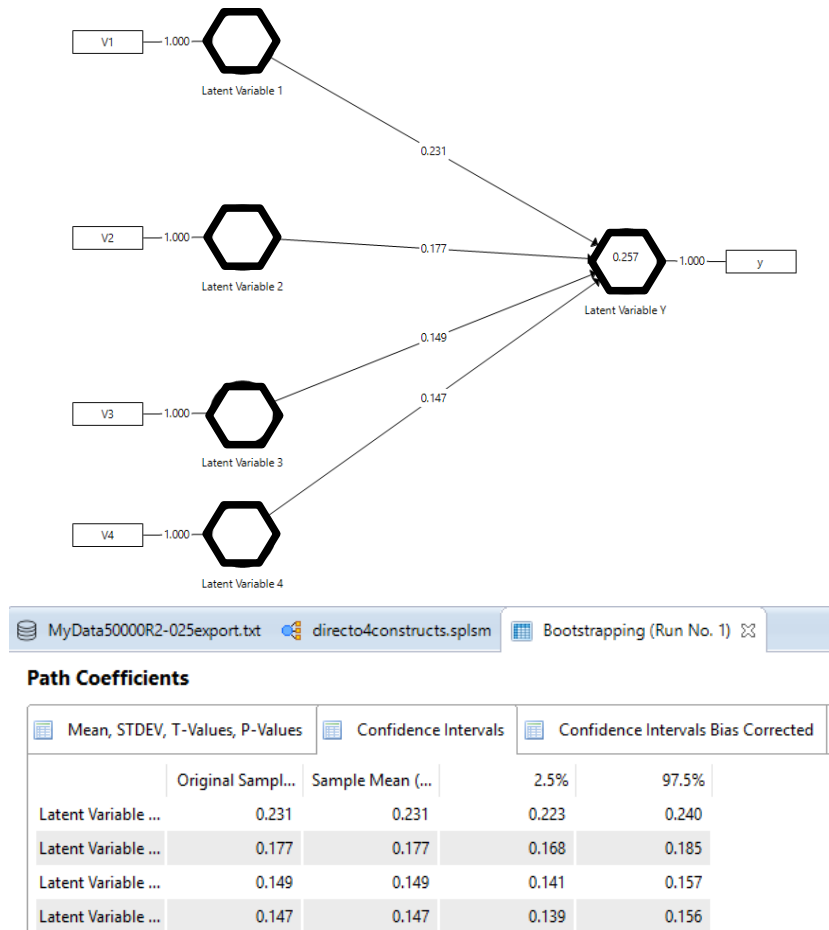 V1 1.000
Latent Variable 1
0.231
V2 1.000
0.177
Latent Variable 2
0.257
1.000 y
Latent Variable Y
0.149
V3 1.000
0.147
Latent Variable 3
V4 1.000
Latent Variable 4
MyData50000R2-025export.txt directo4constructs.splsm Bootstrapping (Run No. 1)
Path Coefficients
Mean, STDEV, T-Values, P-Values Confidence Intervals Confidence Intervals Bias Corrected
Original Sampl... Sample Mean (... 2.5% 97.5%
Latent Variable ... 0.231 0.231 0.223 0.240
Latent Variable ... 0.177 0.177 0.168 0.185
Latent Variable ... 0.149 0.149 0.141 0.157
Latent Variable ... 0.147 0.147 0.139 0.156